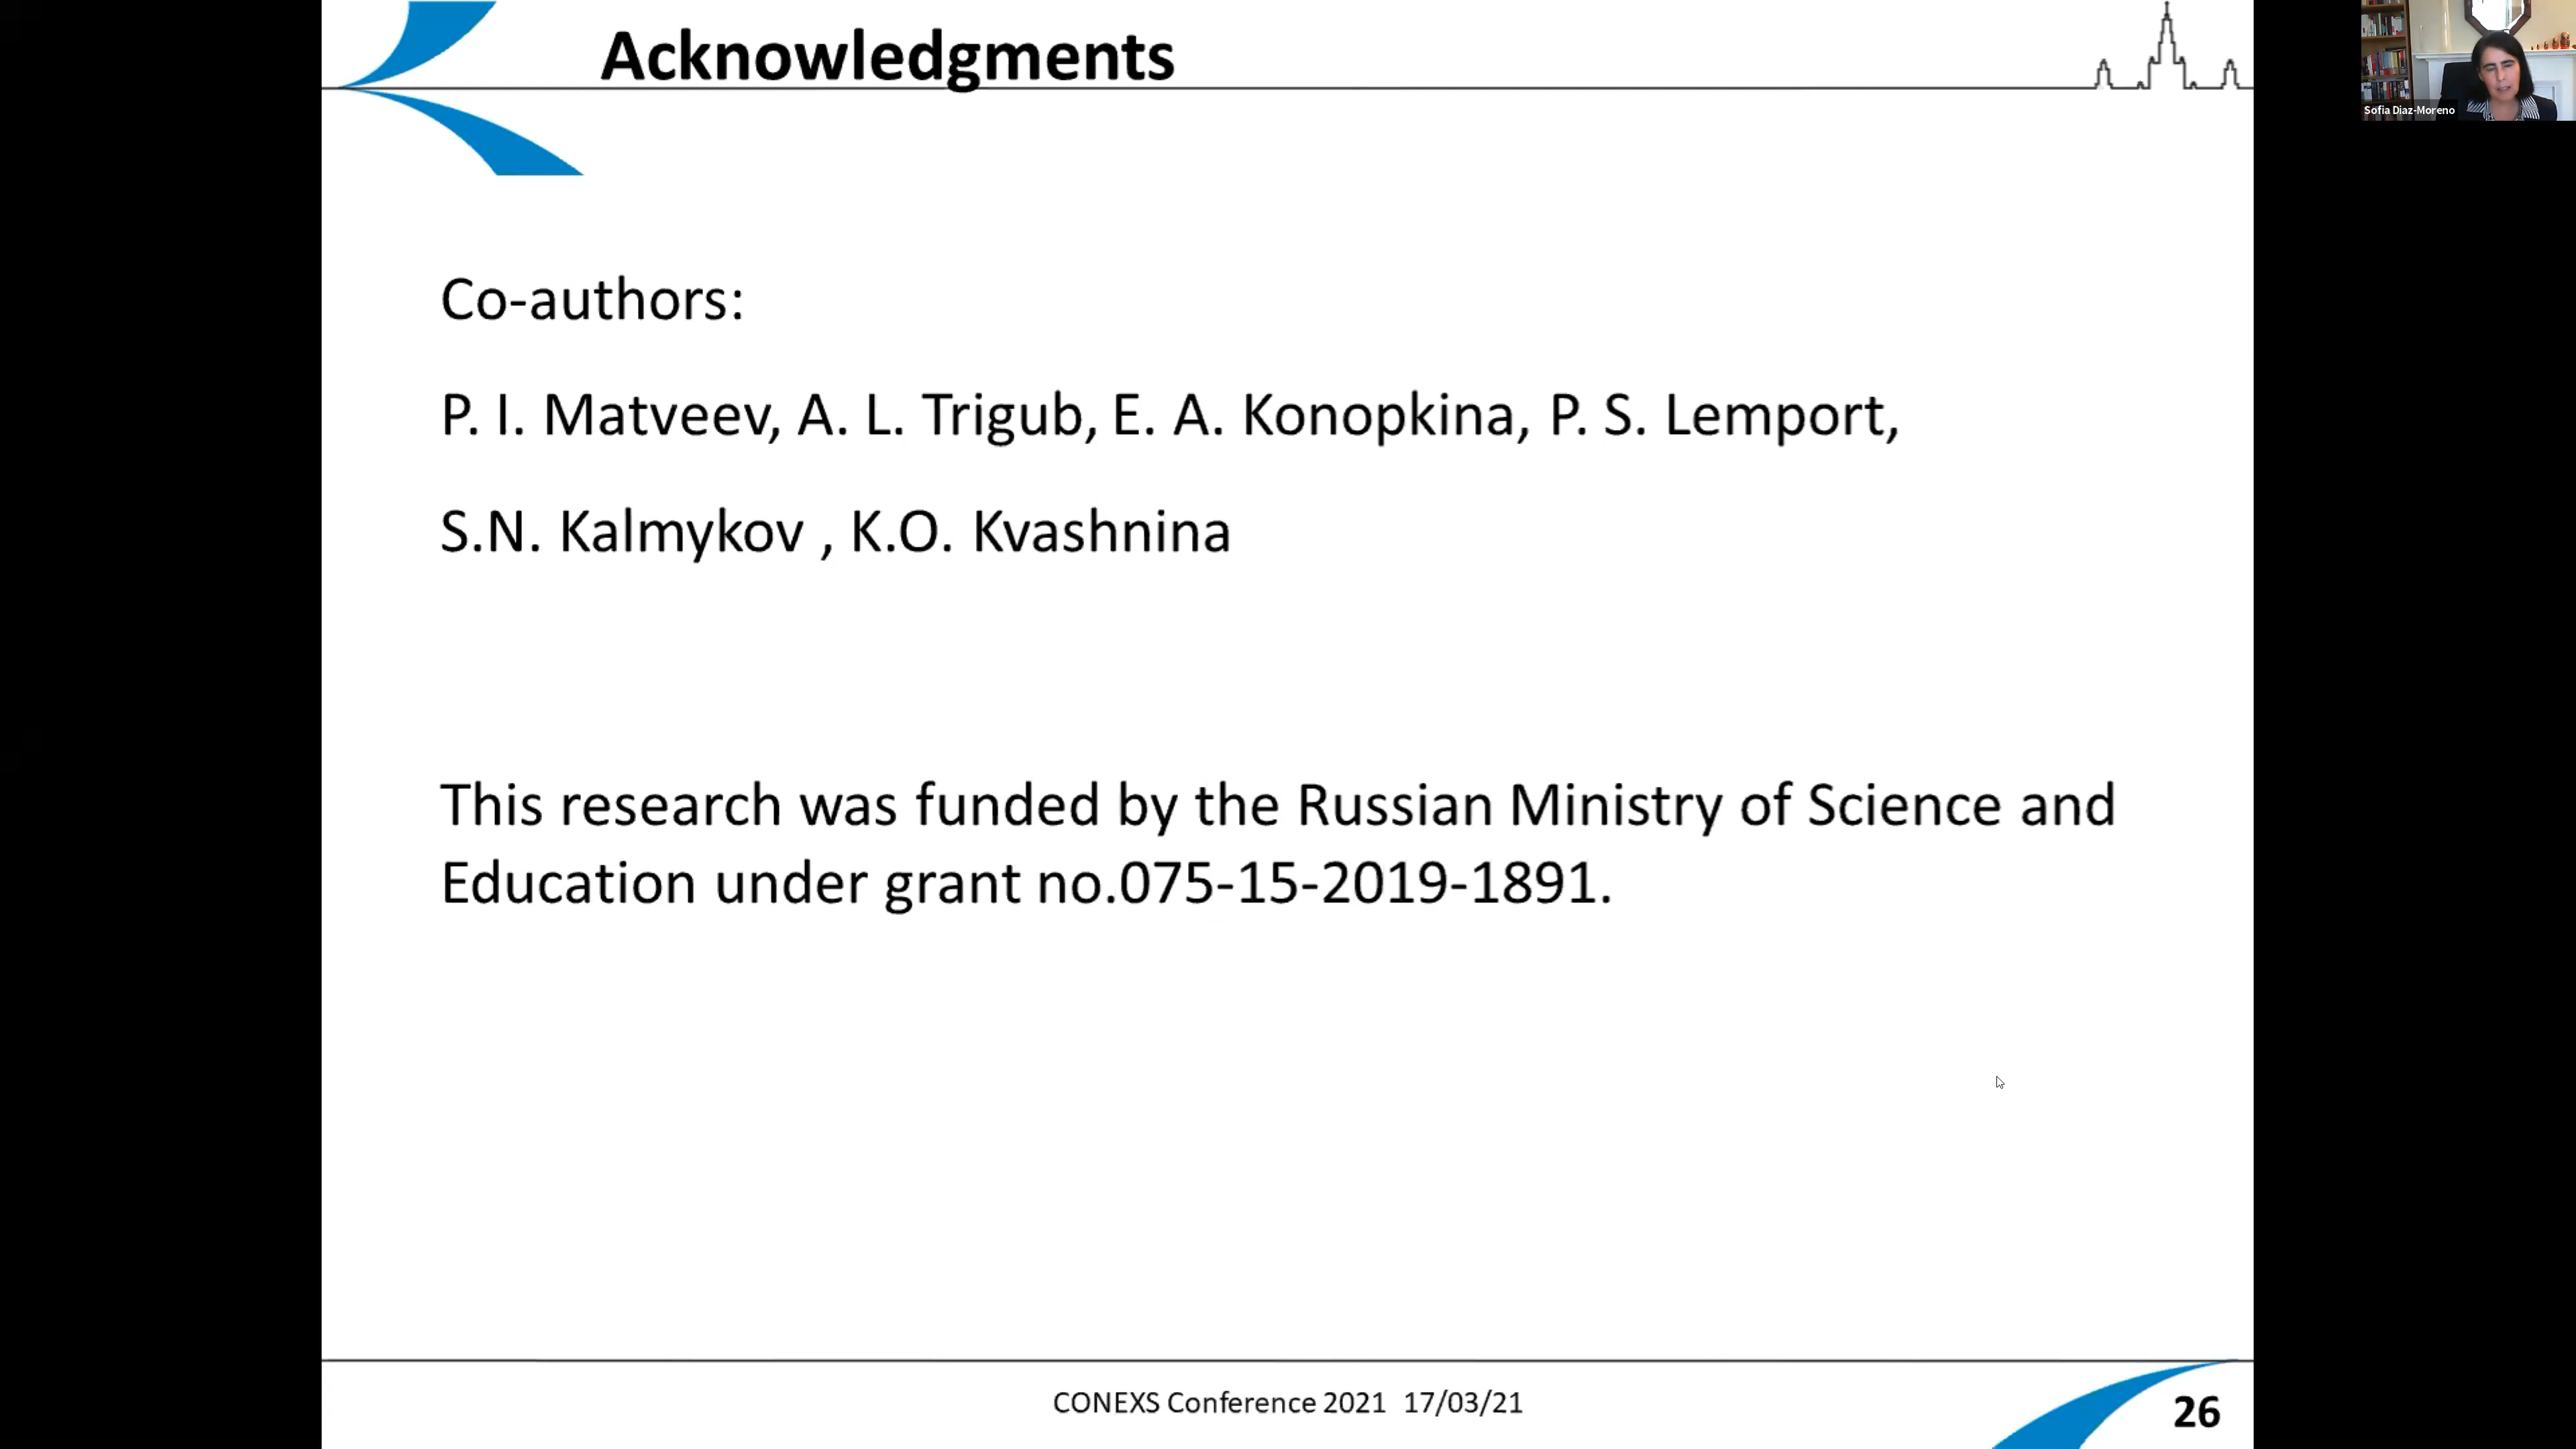 Acknowledgments
Sofia Diaz-Moreno
Co-authors:
P. I. Matveev, A. L. Trigub, E. A. Konopkina, P. S. Lemport,
S.N. Kalmykov , K.O. Kvashnina
This research was funded by the Russian Ministry of Science and
Education under grant no.075-15-2019-1891.
CONEXS Conference 2021 17/03/21
26